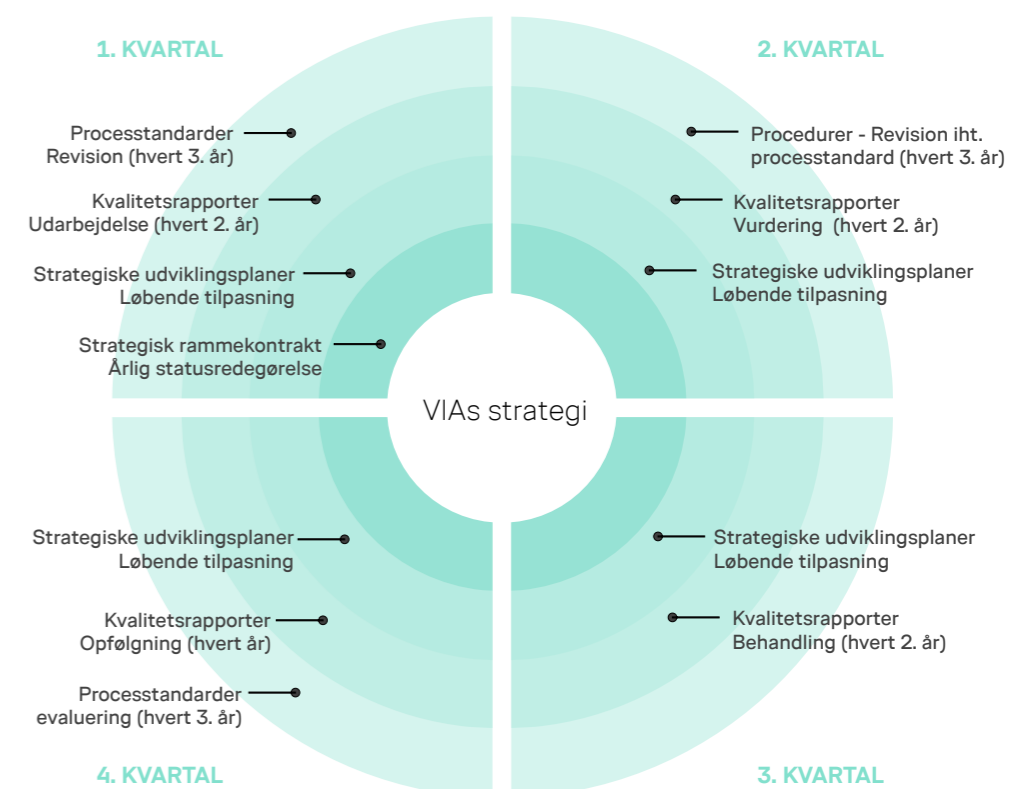 1. KVARTAL
Processtandarder
Revision (hvert 3. år)
Kvalitetsrapporter
Udarbejdelse (hvert 2. år)
Strategiske udviklingsplaner
Løbende tilpasning
Strategisk rammekontrakt
Årlig statusredegørelse
2. KVARTAL
Procedurer - Revision iht.
processtandard (hvert 3. år)
Kvalitetsrapporter
Vurdering (hvert 2. år)
Strategiske udviklingsplaner
Løbende tilpasning
VIAs strategi
Strategiske udviklingsplaner
Løbende tilpasning
Kvalitetsrapporter
Behandling (hvert 2. år)
3. KVARTAL
Strategiske udviklingsplaner
Løbende tilpasning
Kvalitetsrapporter
Opfølgning (hvert år)
Processtandarder
evaluering (hvert 3. år)
4. KVARTAL